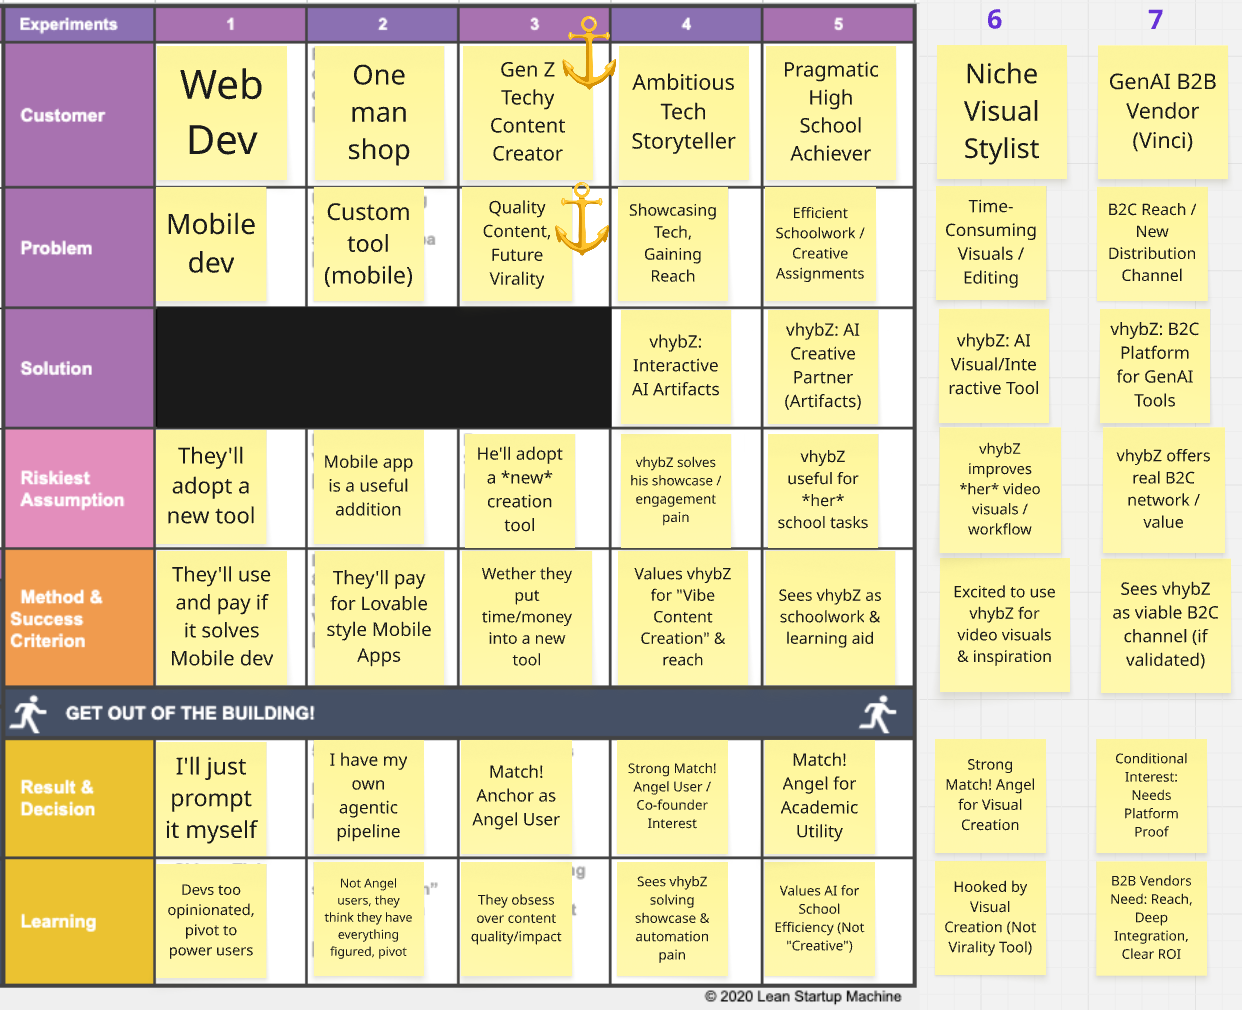 Experiments 1 2 3 4 5 6 7
Customer
Web
Dev
One
man
shop
Gen Z
Techy
Content
Creator
Ambitious
Tech
Storyteller
Pragmatic
High
School
Achiever
Niche
Visual
Stylist
GenAI B2B
Vendor
(Vinci)
Problem
Mobile
dev
Custom
tool
(mobile)
Quality
Content,
Future
Virality
Showcasing
Tech,
Gaining
Reach
Efficient
Schoolwork /
Creative
Assignments
Time-
Consuming
Visuals /
Editing
B2C Reach /
New
Distribution
Channel
Solution
vhybZ:
Interactive
AI Artifacts
vhybZ: AI
Creative
Partner
(Artifacts)
vhybZ: AI
Visual/Inte
ractive Tool
vhybZ: B2C
Platform
for GenAI
Tools
Riskiest
Assumption
They'll
adopt a
new tool
Mobile app
is a useful
addition
He'll adopt
a *new*
creation
tool
vhybZ solves
his showcase /
engagement
pain
vhybZ
useful for
*her*
school tasks
vhybZ
improves
*her* video
visuals /
workflow
vhybZ offers
real B2C
network /
value
Method &
Success
Criterion
They'll use
and pay if
it solves
Mobile dev
They'll pay
for Lovable
style Mobile
Apps
Wether they
put
time/money
into a new
tool
Values vhybZ
for "Vibe
Content
Creation" &
reach
Sees vhybZ as
schoolwork &
learning aid
Excited to use
vhybZ for
video visuals
& inspiration
Sees vhybZ
as viable B2C
channel (if
validated)
GET OUT OF THE BUILDING!
Result &
Decision
I'll just
prompt
it myself
I have my
own
agentic
pipeline
Match!
Anchor as
Angel User
Strong Match!
Angel User /
Co-founder
Interest
Match!
Angel for
Academic
Utility
Strong
Match! Angel
for Visual
Creation
Conditional
Interest:
Needs
Platform
Proof
Learning
Devs too
opinionated,
pivot to
power users
Not Angel
users, they
think they have
everything
figured, pivot
They obsess
over content
quality/impact
Sees vhybZ
solving
showcase &
automation
pain
Values AI for
School
Efficiency (Not
"Creative")
Hooked by
Visual
Creation (Not
Virality Tool)
B2B Vendors
Need: Reach,
Deep
Integration,
Clear ROI
© 2020 Lean Startup Machine